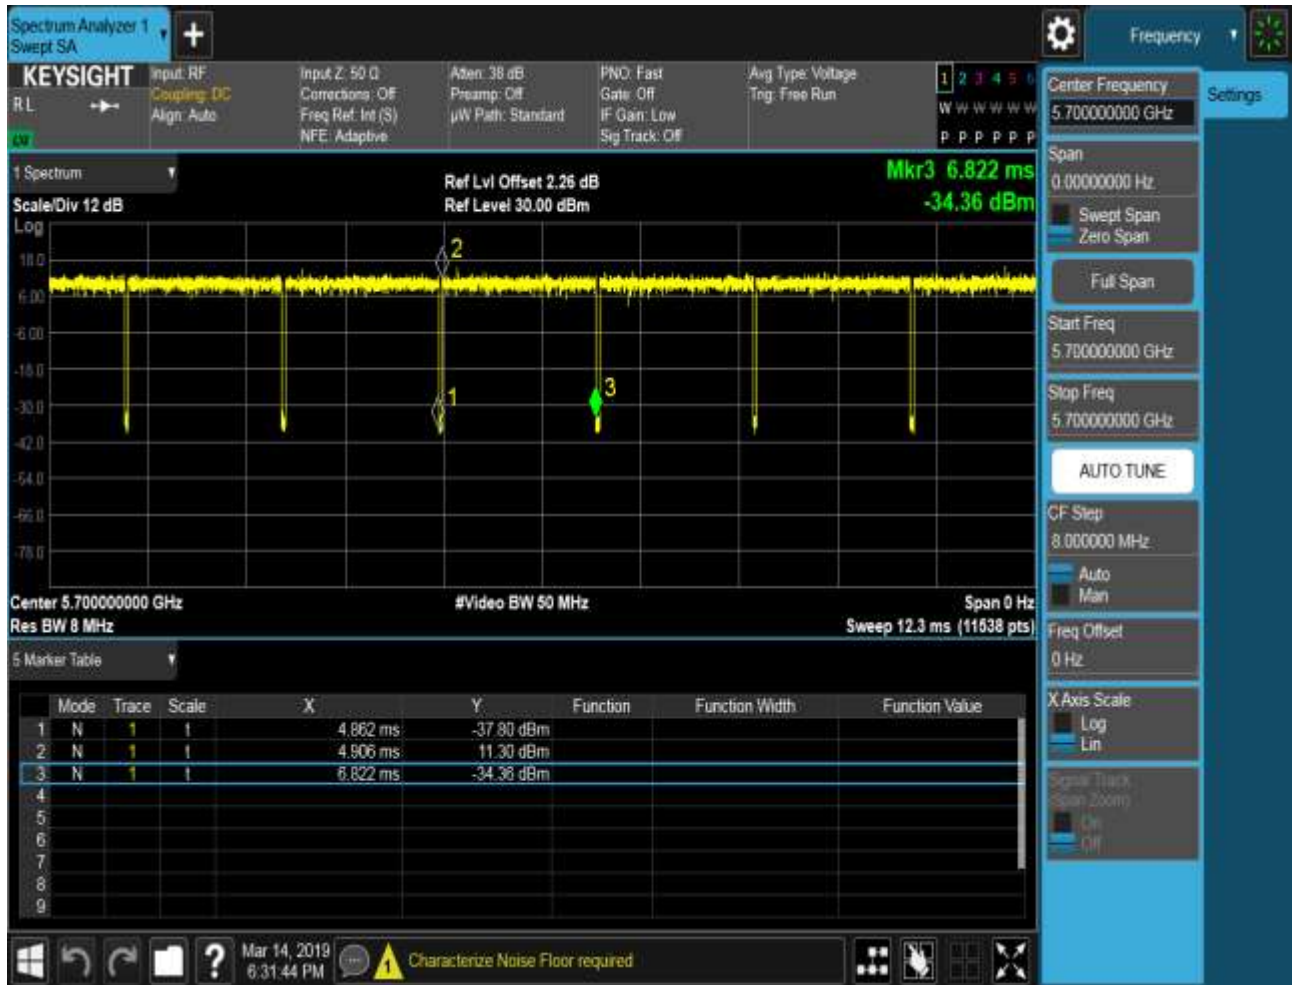 Spectrum Analyzer 1
Swept SA
+
Frequency
KEYSIGHT
RL
Input: RF
Coupling: DC
Align: Auto
Input Z: 50 Ω
Corrections: Off
Freq Ref: Int (S)
NFE: Adaptive
Atten: 38 dB
Preamp: Off
µW Path: Standard
PNO: Fast
Gate: Off
IF Gain: Low
Sig Track: Off
Avg Type: Voltage
Trig: Free Run
1 2 3 4 5 6
W W W W W W
P P P P P P
1 Spectrum
Scale/Div 12 dB
Ref Lvl Offset 2.26 dB
Ref Level 30.00 dBm
Mkr3 6.822 ms
-34.36 dBm
Log
18.0
6.00
-6.00
-18.0
-30.0
-42.0
-54.0
-66.0
-78.0
2
1
3
Center 5.700000000 GHz
Res BW 8 MHz
#Video BW 50 MHz
Span 0 Hz
Sweep 12.3 ms (11538 pts)
5 Marker Table
Mode Trace Scale X Y Function Function Width Function Value
1 N 1 t 4.862 ms -37.80 dBm
2 N 1 t 4.906 ms 11.30 dBm
3 N 1 t 6.822 ms -34.36 dBm
4
5
6
7
8
9
?
Mar 14, 2019
6:31:44 PM
1
Characterize Noise Floor required
Center Frequency
5.700000000 GHz
Settings
Span
0.00000000 Hz
Swept Span
Zero Span
Full Span
Start Freq
5.700000000 GHz
Stop Freq
5.700000000 GHz
AUTO TUNE
CF Step
8.000000 MHz
Auto
Man
Freq Offset
0 Hz
X Axis Scale
Log
Lin
Signal Track
(Span Zoom)
On
Off